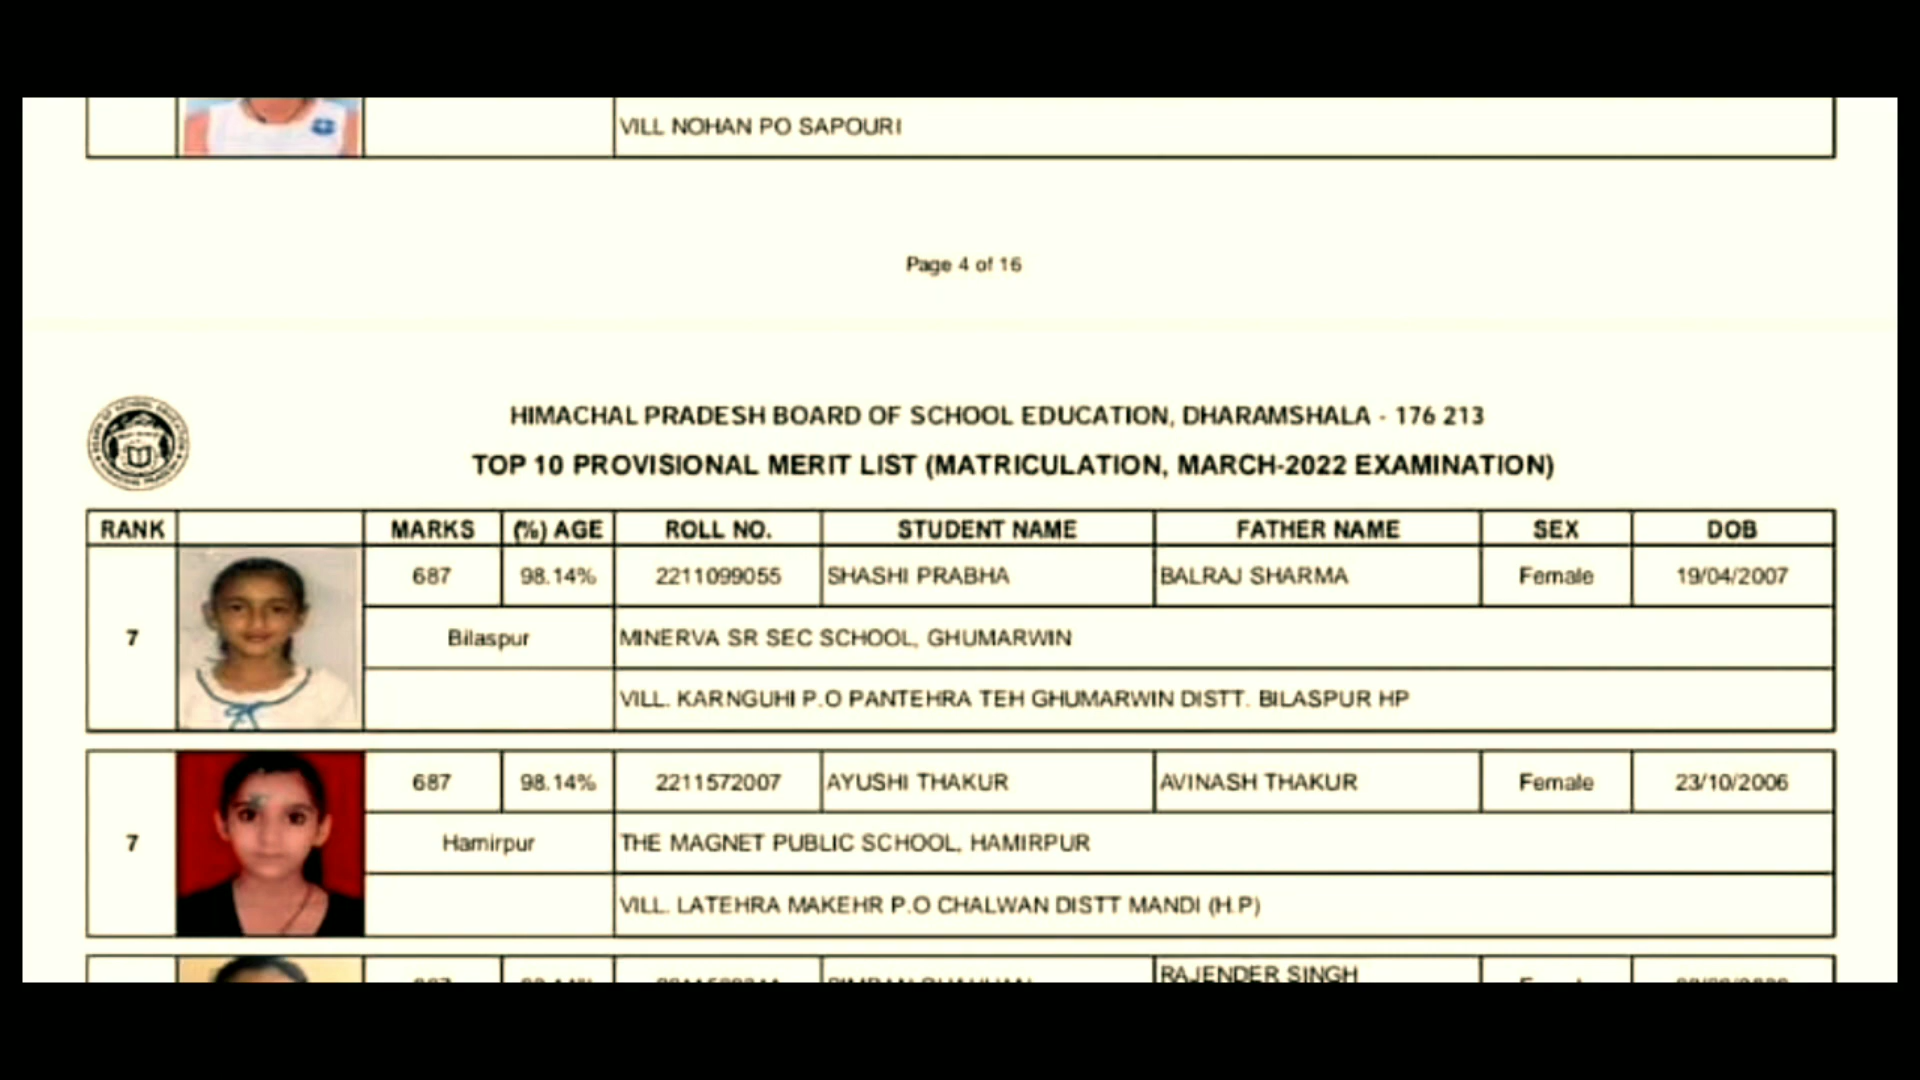 VILL NOHAN PO SAPOURI
Page 4 of 16
HIMACHAL PRADESH BOARD OF SCHOOL EDUCATION, DHARAMSHALA - 176 213
TOP 10 PROVISIONAL MERIT LIST (MATRICULATION, MARCH-2022 EXAMINATION)
RANK MARKS (%) AGE ROLL NO. STUDENT NAME FATHER NAME SEX DOB
687 98.14% 2211099055 SHASHI PRABHA BALRAJ SHARMA Female 19/04/2007
7 Bilaspur MINERVA SR SEC SCHOOL, GHUMARWIN
VILL. KARNGUHI P.O PANTEHRA TEH GHUMARWIN DISTT. BILASPUR HP
687 98.14% 2211572007 AYUSHI THAKUR AVINASH THAKUR Female 23/10/2006
7 Hamirpur THE MAGNET PUBLIC SCHOOL, HAMIRPUR
VILL. LATEHRA MAKEHR P.O CHALWAN DISTT MANDI (H.P)
RAJENDER SINGH